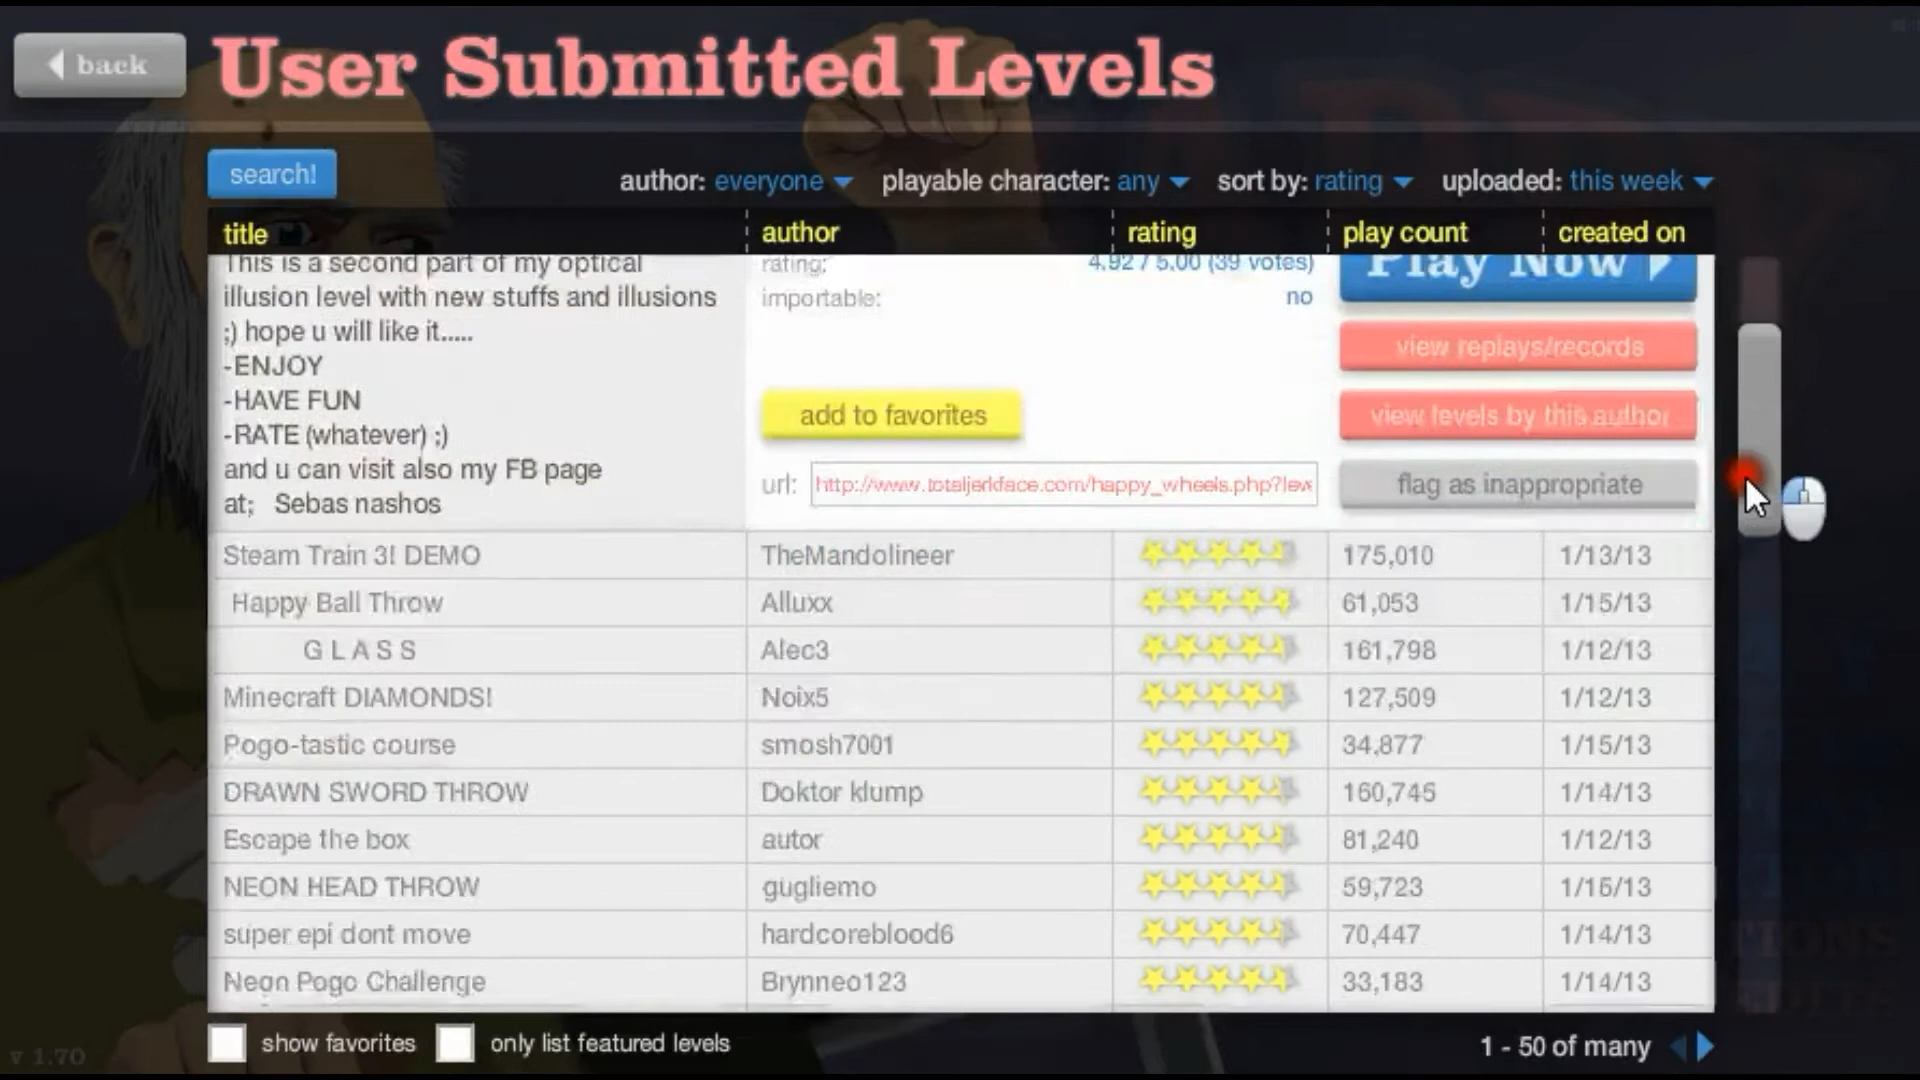 back
User Submitted Levels
search!
author: everyone
playable character: any
sort by: rating
uploaded: this week
title
author
rating
play count
created on
This is a second part of my optical
illusion level with new stuffs and illusions
;) hope u will like it.....
-ENJOY
-HAVE FUN
-RATE (whatever) ;)
and u can visit also my FB page
at; Sebas nashos
rating: 4.92 / 5.00 (39 votes)
importable: no
add to favorites
url: http://www.totaljerkface.com/happy_wheels.php?lev
Play Now
view replays/records
view levels by this author
flag as inappropriate
Steam Train 3! DEMO TheMandolineer 175,010 1/13/13
Happy Ball Throw Alluxx 61,053 1/15/13
G L A S S Alec3 161,798 1/12/13
Minecraft DIAMONDS! Noix5 127,509 1/12/13
Pogo-tastic course smosh7001 34,877 1/15/13
DRAWN SWORD THROW Doktor klump 160,745 1/14/13
Escape the box autor 81,240 1/12/13
NEON HEAD THROW gugliemo 59,723 1/15/13
super epi dont move hardcoreblood6 70,447 1/14/13
Neon Pogo Challenge Brynneo123 33,183 1/14/13
show favorites
only list featured levels
1 - 50 of many
v 1.70